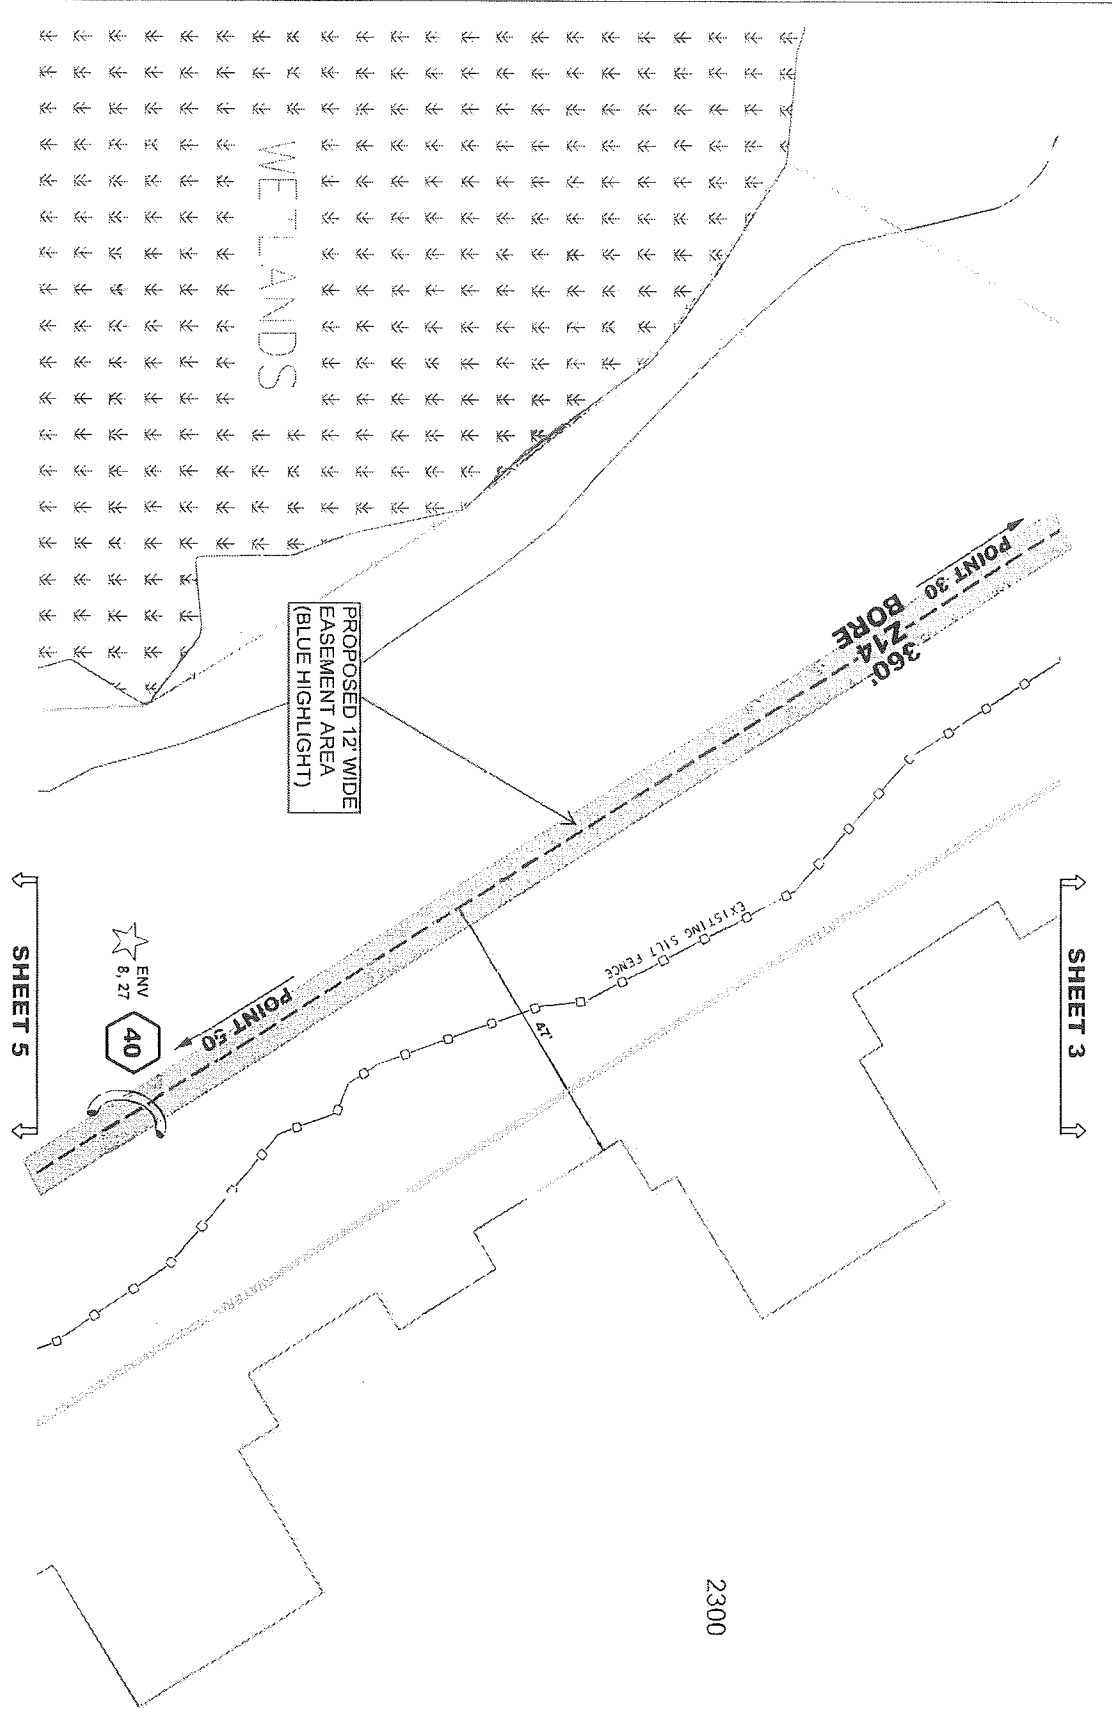 WETLANDS
PROPOSED 12' WIDE
EASEMENT AREA
(BLUE HIGHLIGHT)
POINT 30
360'
Z14
BORE
EXISTING SILT FENCE
47'
POINT 50
ENV
8, 27
40
SHEET 3
SHEET 5
2300